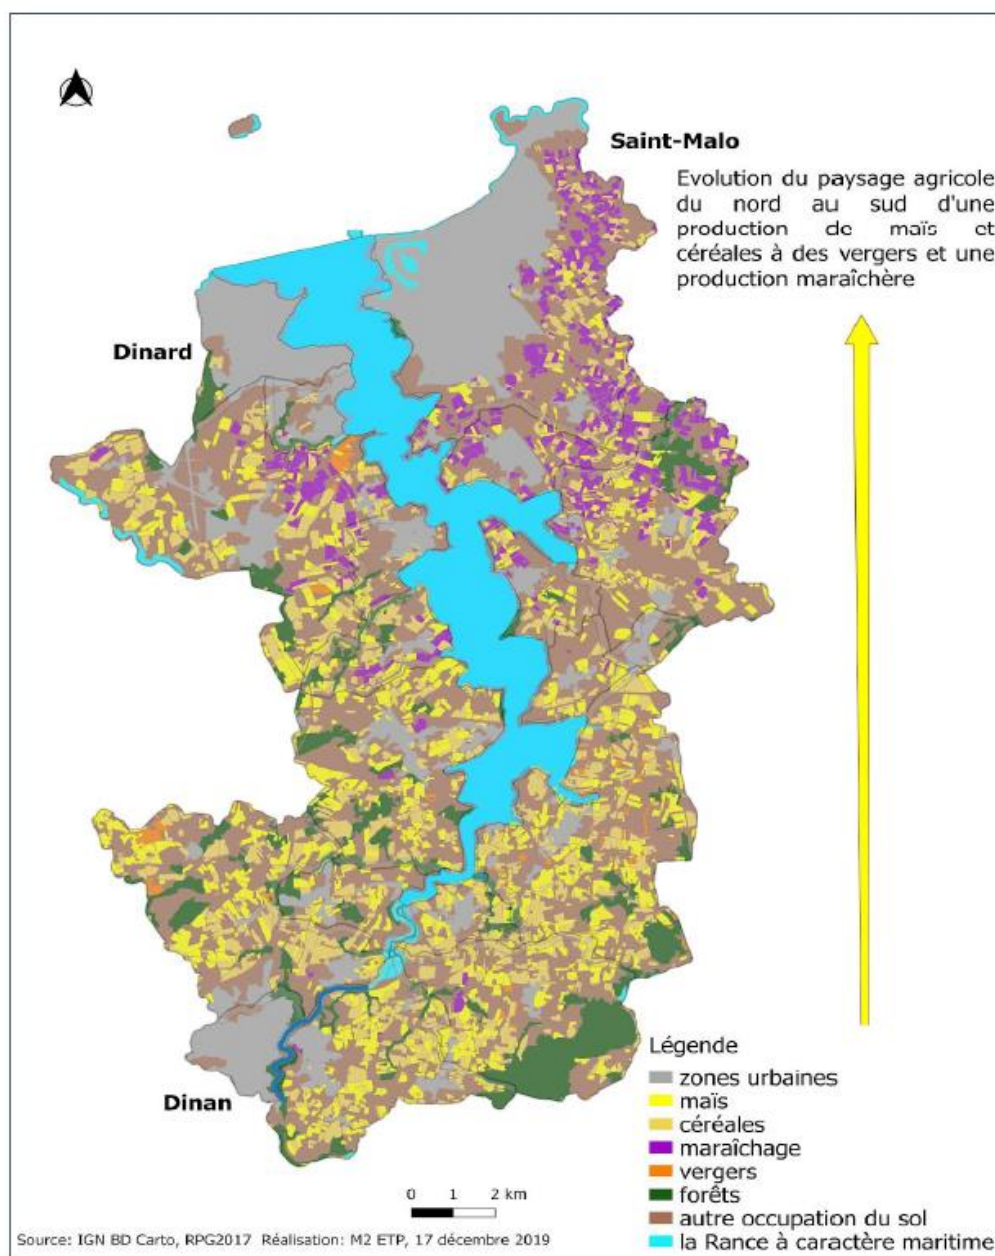 Saint-Malo
Evolution du paysage agricole
du nord au sud d'une
production de maïs et
céréales à des vergers et une
production maraîchère
Dinard
Dinan
Légende
zones urbaines
maïs
céréales
maraîchage
vergers
forêts
autre occupation du sol
la Rance à caractère maritime
0 1 2 km
Source: IGN BD Carto, RPG2017 Réalisation: M2 ETP, 17 décembre 2019